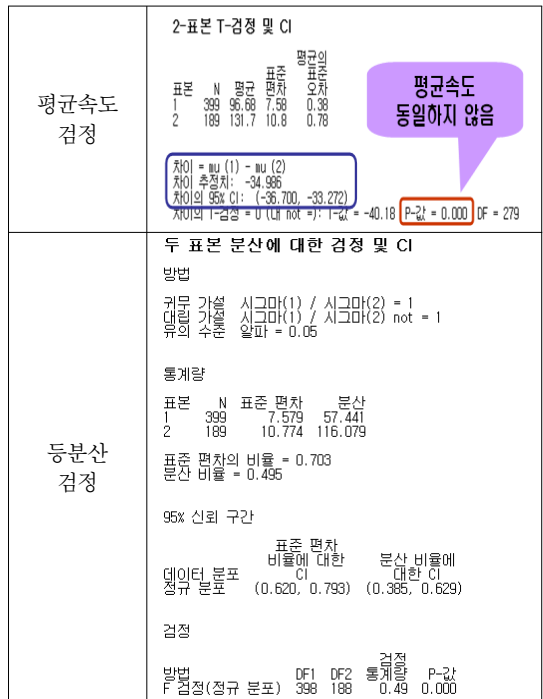 평균속도
검정
2-표본 T-검정 및 CI
평균의
표준 표준
표본 N 평균 편차 오차
1 399 96.68 7.58 0.38
2 189 131.7 10.8 0.78
평균속도
동일하지 않음
차이 = mu (1) - mu (2)
차이 추정치: -34.986
차이의 95% CI: (-36.700, -33.272)
차이의 T-검정 = 0 (대 not =): T-값 = -40.18 P-값 = 0.000 DF = 279
등분산
검정
두 표본 분산에 대한 검정 및 CI
방법
귀무 가설 시그마(1) / 시그마(2) = 1
대립 가설 시그마(1) / 시그마(2) not = 1
유의 수준 알파 = 0.05
통계량
표본 N 표준 편차 분산
1 399 7.579 57.441
2 189 10.774 116.079
표준 편차의 비율 = 0.703
분산 비율 = 0.495
95% 신뢰 구간
표준 편차
비율에 대한 분산 비율에
데이터 분포 CI 대한 CI
정규 분포 (0.620, 0.793) (0.385, 0.629)
검정
검정
방법 DF1 DF2 통계량 P-값
F 검정(정규 분포) 398 188 0.49 0.000